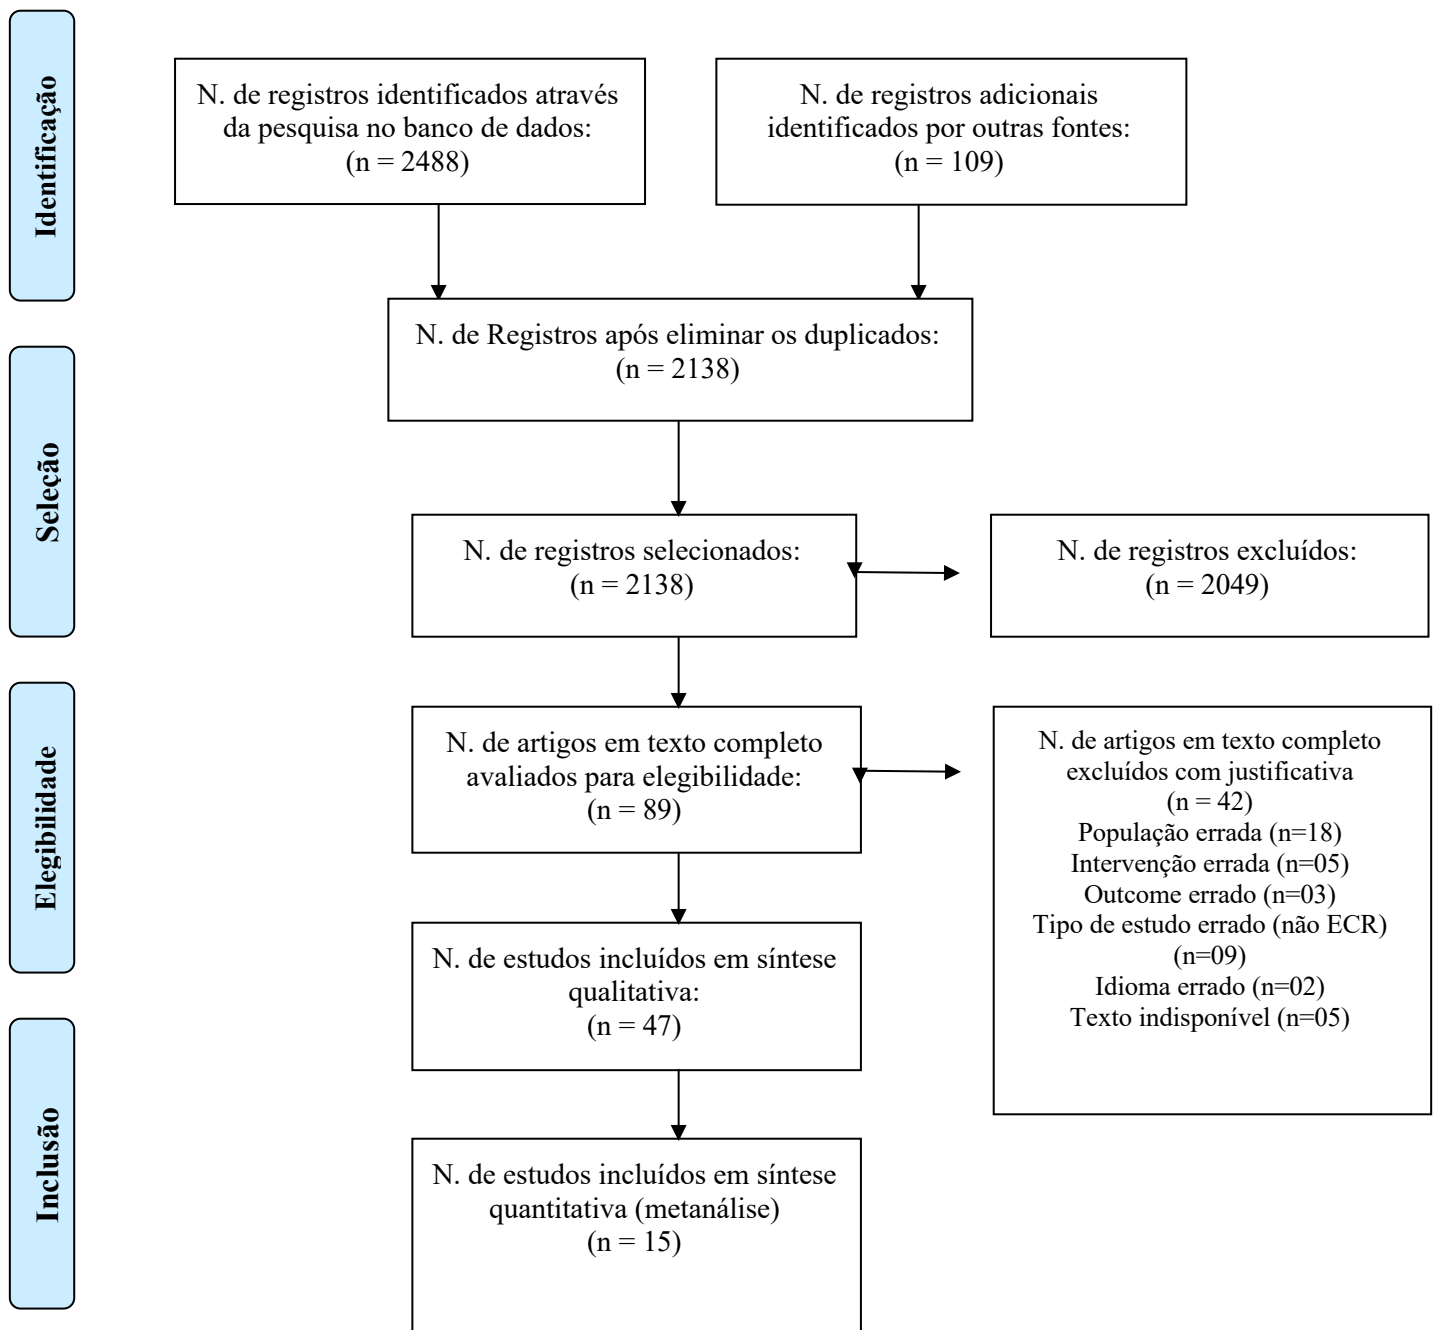 Identificação
N. de registros identificados através
da pesquisa no banco de dados:
(n = 2488)
N. de registros adicionais
identificados por outras fontes:
(n = 109)
N. de Registros após eliminar os duplicados:
(n = 2138)
Seleção
N. de registros selecionados:
(n = 2138)
N. de registros excluídos:
(n = 2049)
Elegibilidade
N. de artigos em texto completo
avaliados para elegibilidade:
(n = 89)
N. de artigos em texto completo
excluídos com justificativa
(n = 42)
População errada (n=18)
Intervenção errada (n=05)
Outcome errado (n=03)
Tipo de estudo errado (não ECR)
(n=09)
Idioma errado (n=02)
Texto indisponível (n=05)
N. de estudos incluídos em síntese
qualitativa:
(n = 47)
Inclusão
N. de estudos incluídos em síntese
quantitativa (metanálise)
(n = 15)